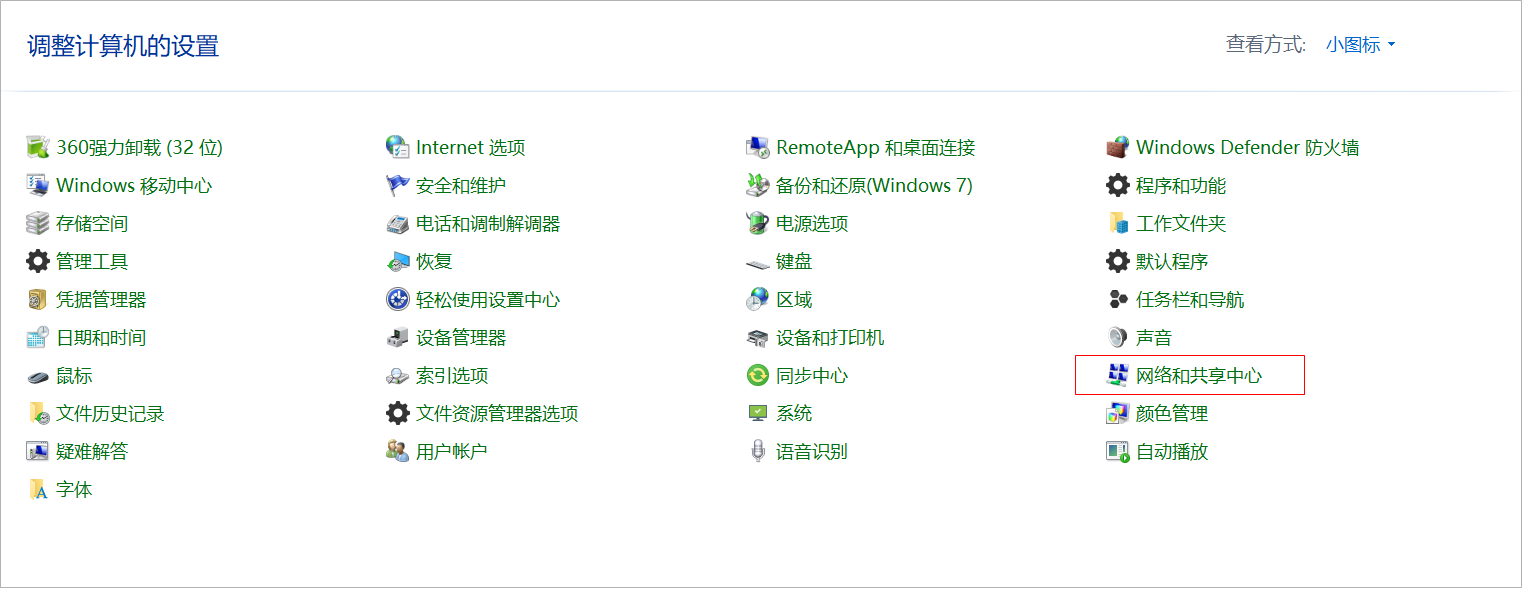 调整计算机的设置
查看方式: 小图标
360强力卸载 (32 位)
Internet 选项
RemoteApp 和桌面连接
Windows Defender 防火墙
Windows 移动中心
安全和维护
备份和还原(Windows 7)
程序和功能
存储空间
电话和调制解调器
电源选项
工作文件夹
管理工具
恢复
键盘
默认程序
凭据管理器
轻松使用设置中心
区域
任务栏和导航
日期和时间
设备管理器
设备和打印机
声音
鼠标
索引选项
同步中心
网络和共享中心
文件历史记录
文件资源管理器选项
系统
颜色管理
疑难解答
用户帐户
语音识别
自动播放
字体